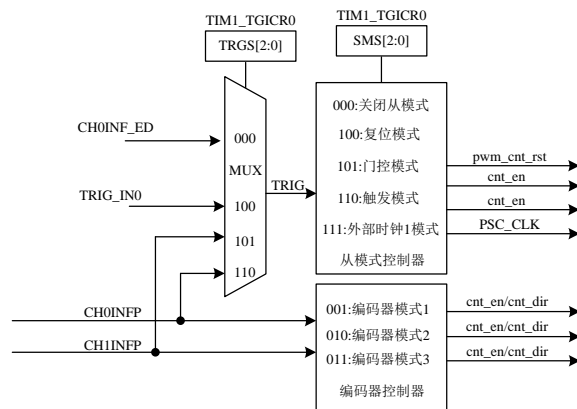 TIM1_TGICR0
TIM1_TGICR0
TRGS[2:0]
SMS[2:0]
CH0INF_ED
000
MUX
TRIG_IN0
100
101
110
TRIG
000:关闭从模式
100:复位模式
101:门控模式
110:触发模式
111:外部时钟1模式
从模式控制器
pwm_cnt_rst
cnt_en
cnt_en
PSC_CLK
CH0INFP
CH1INFP
001:编码器模式1
010:编码器模式2
011:编码器模式3
编码器控制器
cnt_en/cnt_dir
cnt_en/cnt_dir
cnt_en/cnt_dir